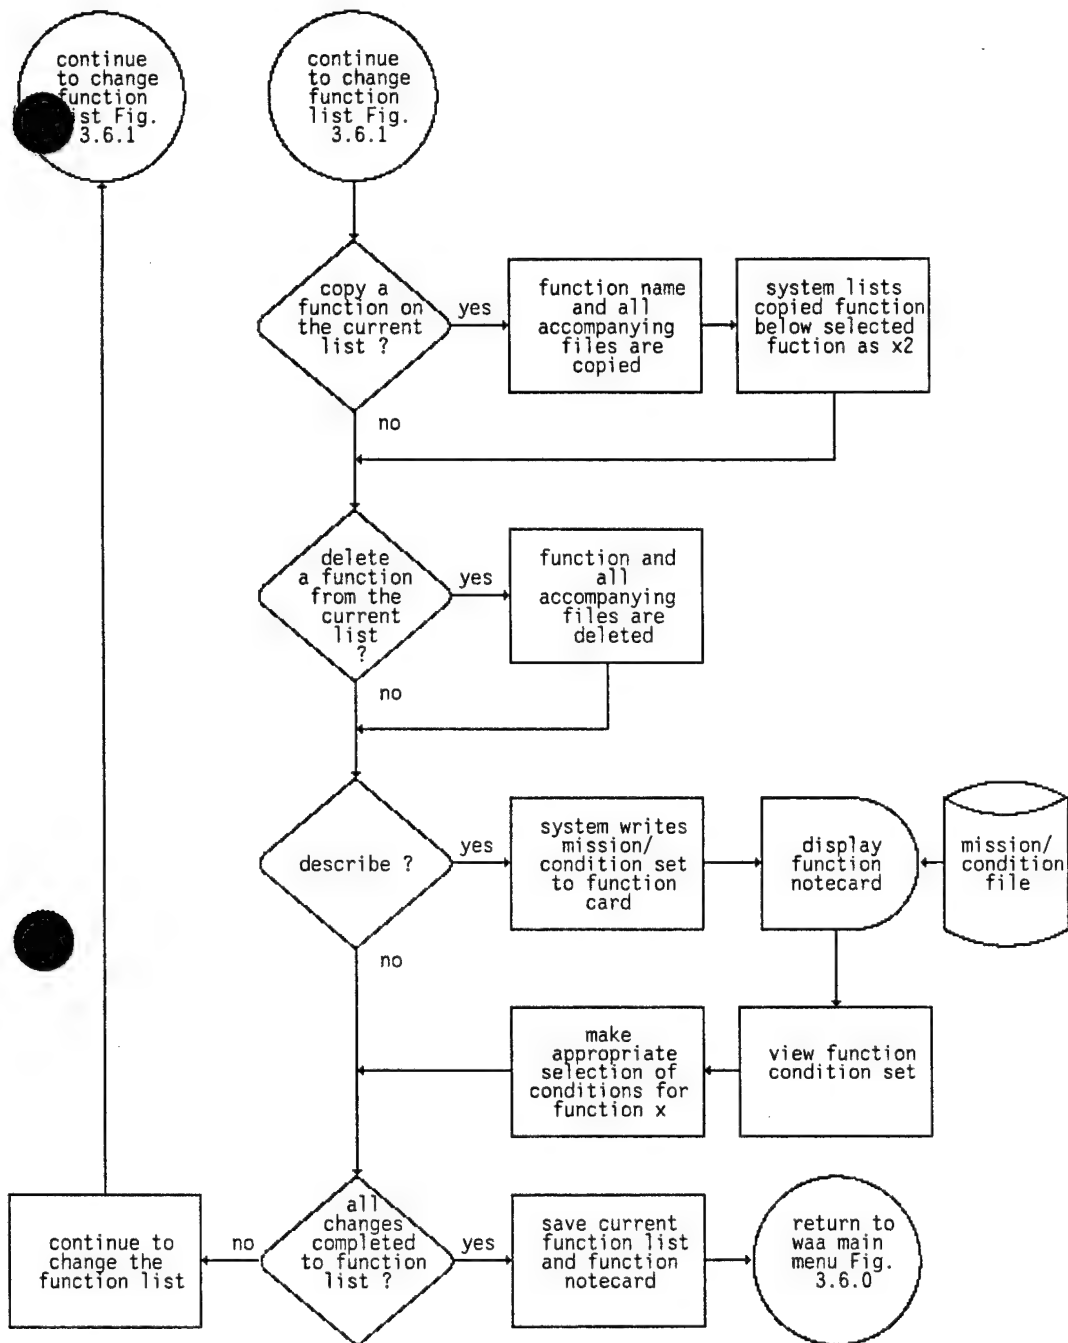 continue
to change
function
list Fig.
3.6.1
continue
to change
function
list Fig.
3.6.1
copy a
function on
the current
list ?
yes
function name
and all
accompanying
files are
copied
system lists
copied function
below selected
fuction as x2
no
delete
a function
from the
current
list
?
yes
function and
all
accompanying
files are
deleted
no
describe ?
yes
system writes
mission/
condition set
to function
card
display
function
notecard
mission/
condition
file
no
make
appropriate
selection of
conditions for
function x
view function
condition set
continue to
change the
function list
no
all
changes
completed
to function
list ?
yes
save current
function list
and function
notecard
return to
waa main
menu Fig.
3.6.0